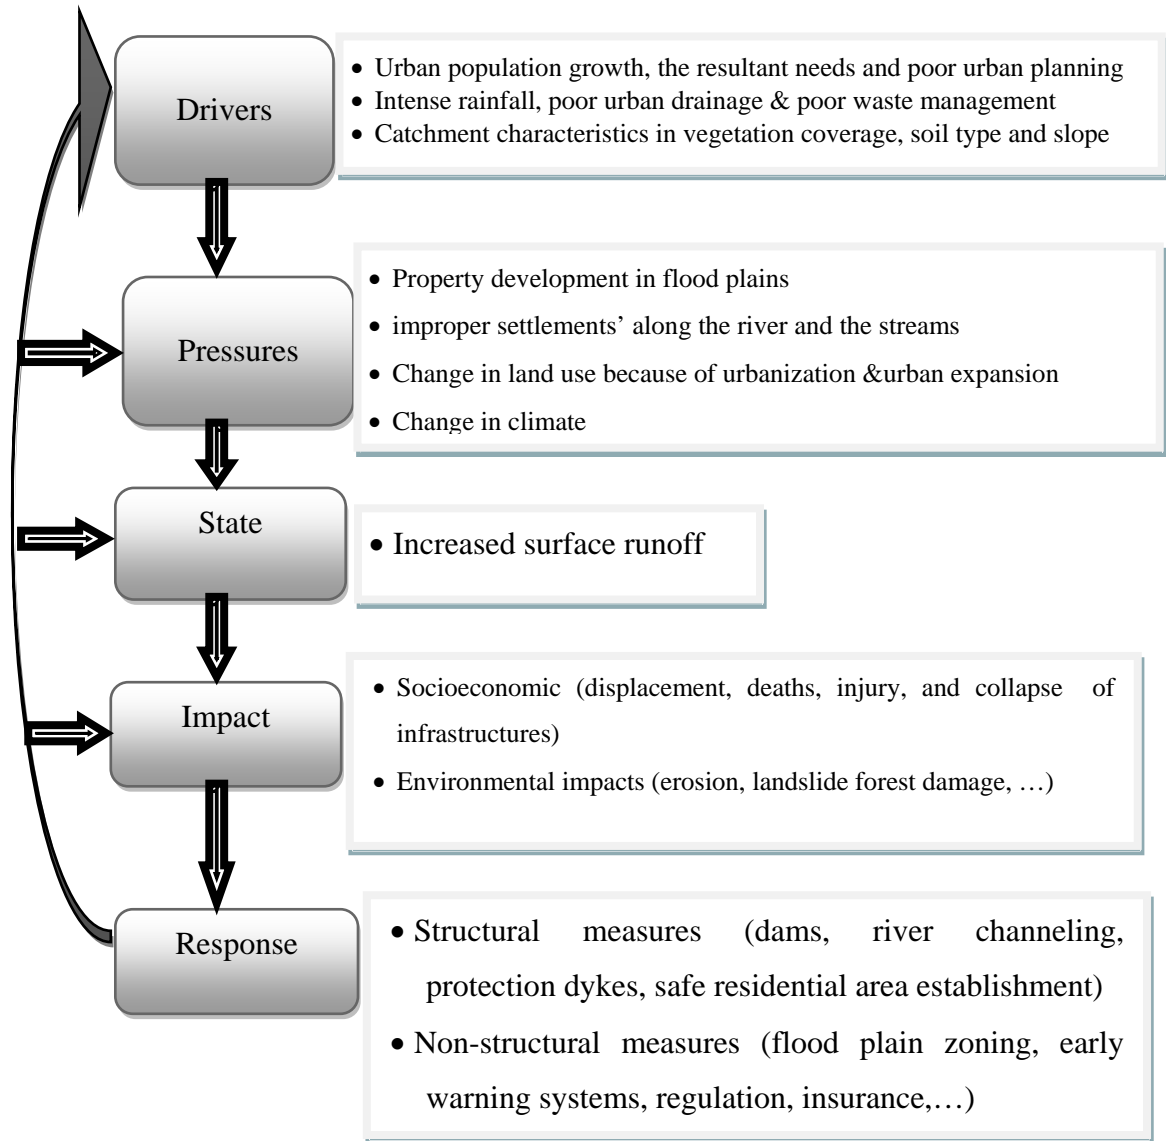 Drivers
• Urban population growth, the resultant needs and poor urban planning
• Intense rainfall, poor urban drainage & poor waste management
• Catchment characteristics in vegetation coverage, soil type and slope
Pressures
• Property development in flood plains
• improper settlements’ along the river and the streams
• Change in land use because of urbanization &urban expansion
• Change in climate
State
• Increased surface runoff
Impact
• Socioeconomic (displacement, deaths, injury, and collapse of
infrastructures)
• Environmental impacts (erosion, landslide forest damage, …)
Response
• Structural measures (dams, river channeling,
protection dykes, safe residential area establishment)
• Non-structural measures (flood plain zoning, early
warning systems, regulation, insurance,…)